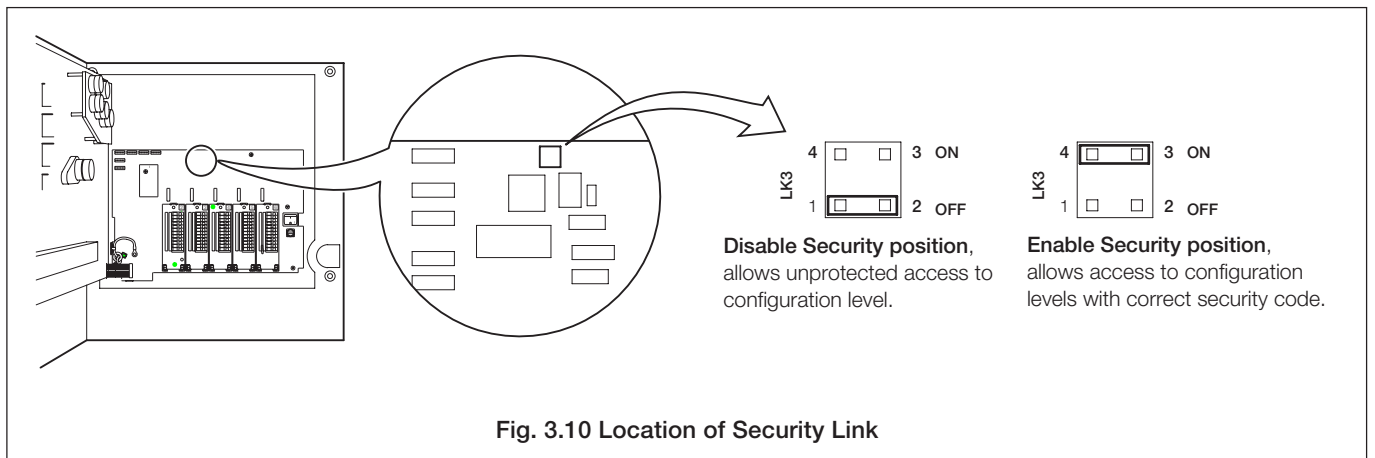 LK3
4 3 ON
1 2 OFF
Disable Security position,
allows unprotected access to
configuration level.
LK3
4 3 ON
1 2 OFF
Enable Security position,
allows access to configuration
levels with correct security code.
Fig. 3.10 Location of Security Link